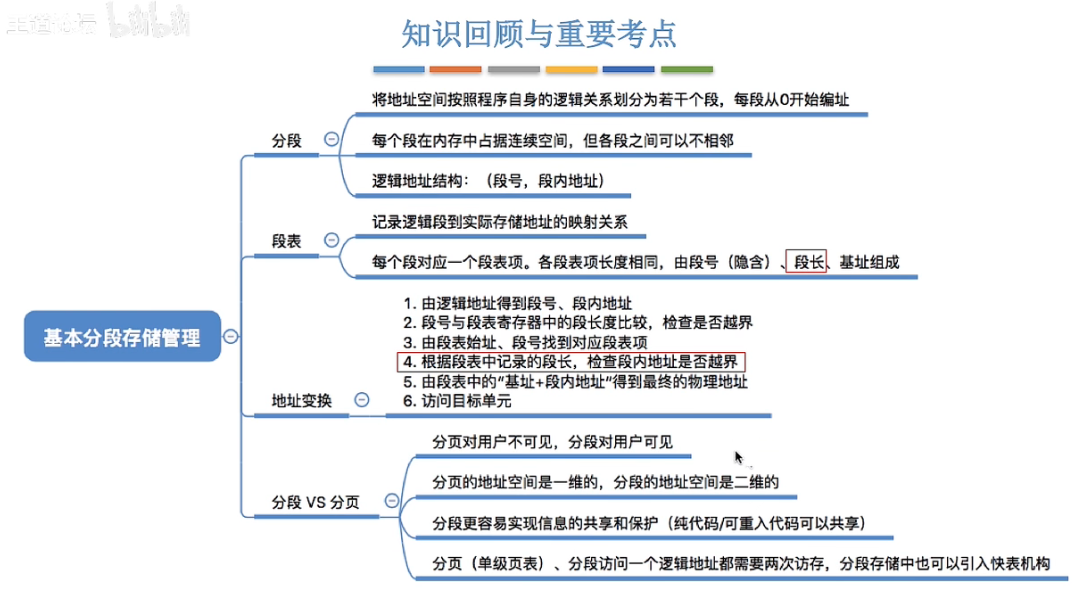 王道论坛 bilibili
知识回顾与重要考点
基本分段存储管理
分段
将地址空间按照程序自身的逻辑关系划分为若干个段，每段从0开始编址
每个段在内存中占据连续空间，但各段之间可以不相邻
逻辑地址结构：（段号，段内地址）
段表
记录逻辑段到实际存储地址的映射关系
每个段对应一个段表项。各段表项长度相同，由段号（隐含）、段长、基址组成
地址变换
1. 由逻辑地址得到段号、段内地址
2. 段号与段表寄存器中的段长度比较，检查是否越界
3. 由段表始址、段号找到对应段表项
4. 根据段表中记录的段长，检查段内地址是否越界
5. 由段表中的“基址+段内地址”得到最终的物理地址
6. 访问目标单元
分段 VS 分页
分页对用户不可见，分段对用户可见
分页的地址空间是一维的，分段的地址空间是二维的
分段更容易实现信息的共享和保护（纯代码/可重入代码可以共享）
分页（单级页表）、分段访问一个逻辑地址都需要两次访存，分段存储中也可以引入快表机构